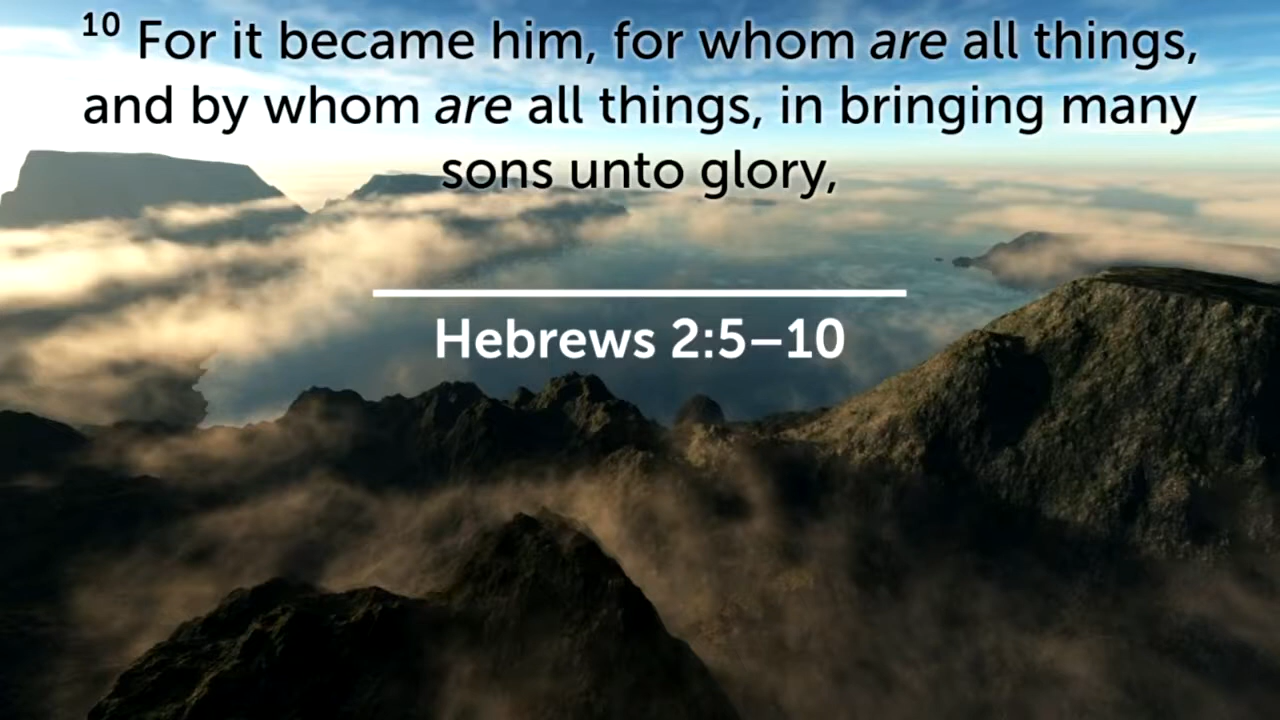 10 For it became him, for whom are all things,
and by whom are all things, in bringing many
sons unto glory,
Hebrews 2:5–10